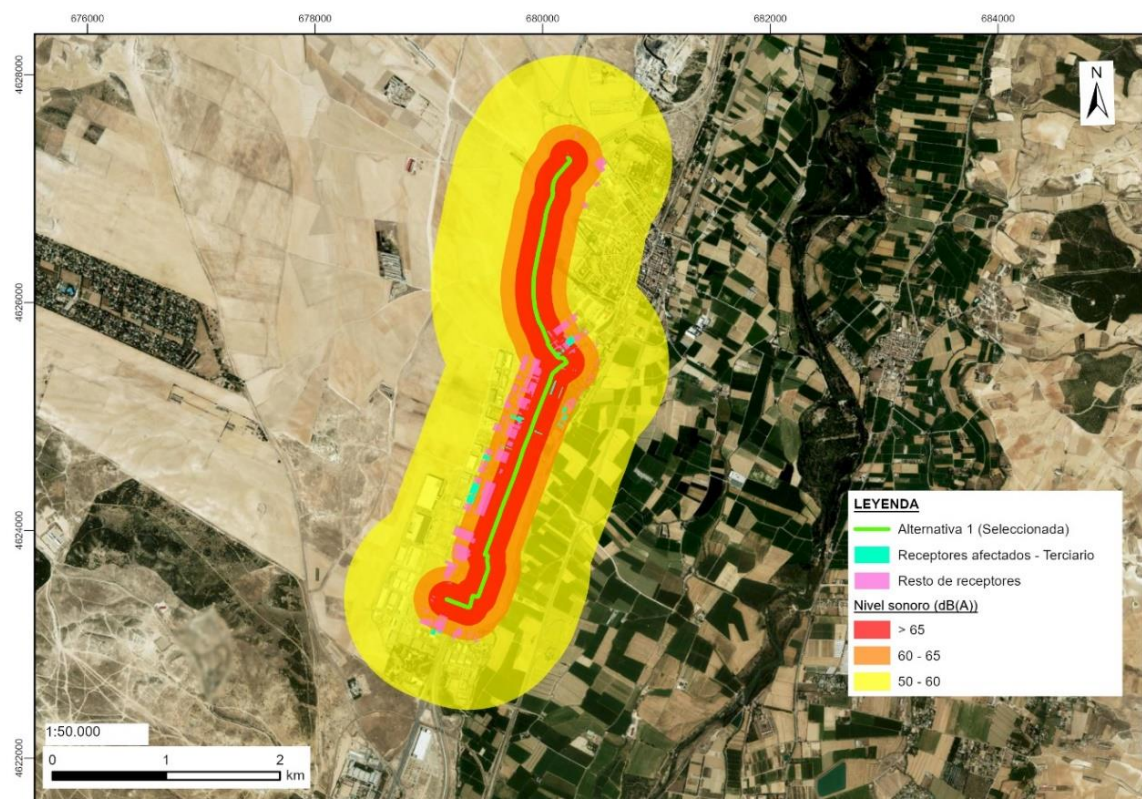 676000
678000
680000
682000
684000
4628000
4626000
4624000
4622000
N
LEYENDA
Alternativa 1 (Seleccionada)
Receptores afectados - Terciario
Resto de receptores
Nivel sonoro (dB(A))
> 65
60 - 65
50 - 60
1:50.000
0 1 2
km